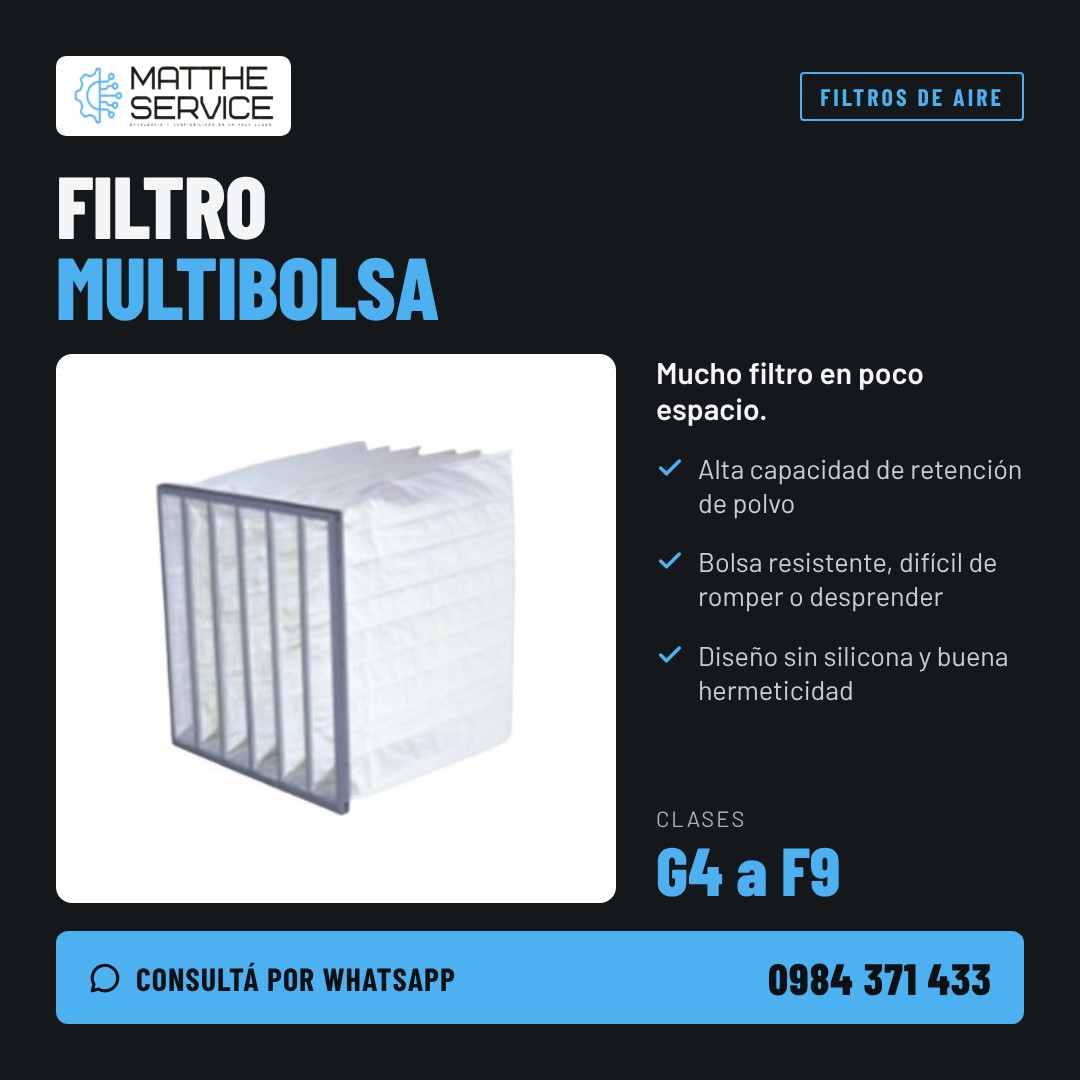 MATTHE
SERVICE
FILTROS DE AIRE
FILTRO
MULTIBOLSA
Mucho filtro en poco
espacio.
Alta capacidad de retención
de polvo
Bolsa resistente, difícil de
romper o desprender
Diseño sin silicona y buena
hermeticidad
CLASES
G4 a F9
CONSULTÁ POR WHATSAPP
0984 371 433